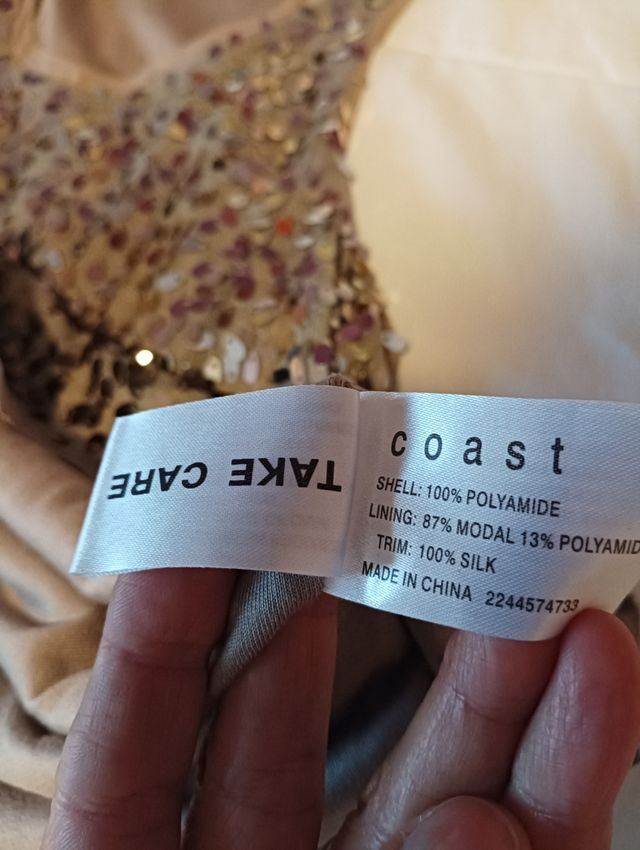 TAKE CARE
coast
SHELL: 100% POLYAMIDE
LINING: 87% MODAL 13% POLYAMID
TRIM: 100% SILK
MADE IN CHINA 2244574733